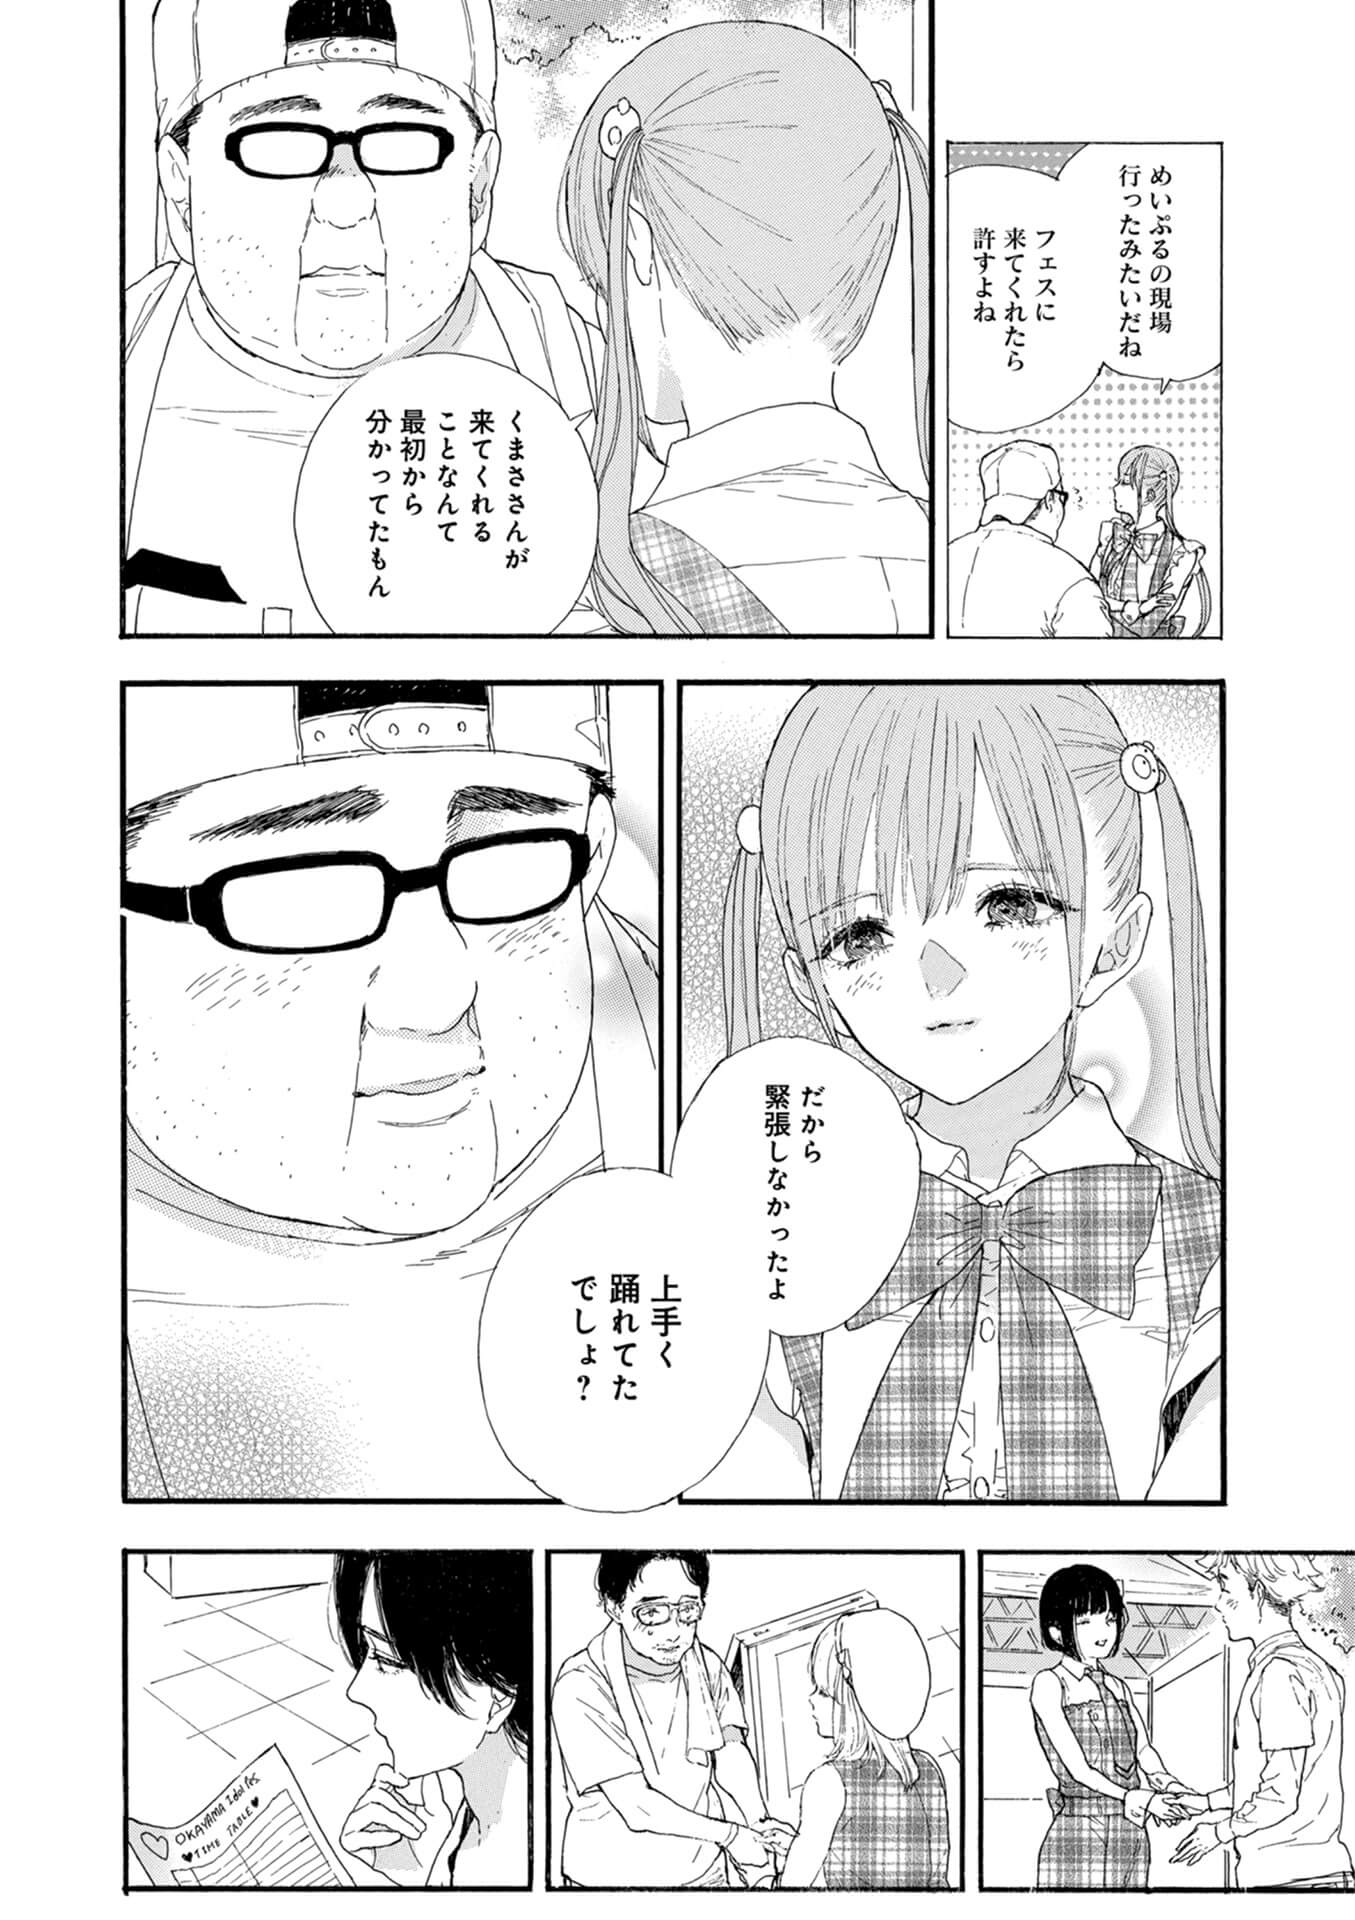 めいぷるの現場
行ったみたいだね
フェスに
来てくれたら
許すよね
くまささんが
来てくれる
ことなんて
最初から
分かってたもん
だから
緊張しなかったよ
上手く
踊れてた
でしょ?
OKAYAMA Idol Fes.
♥TIME TABLE♥